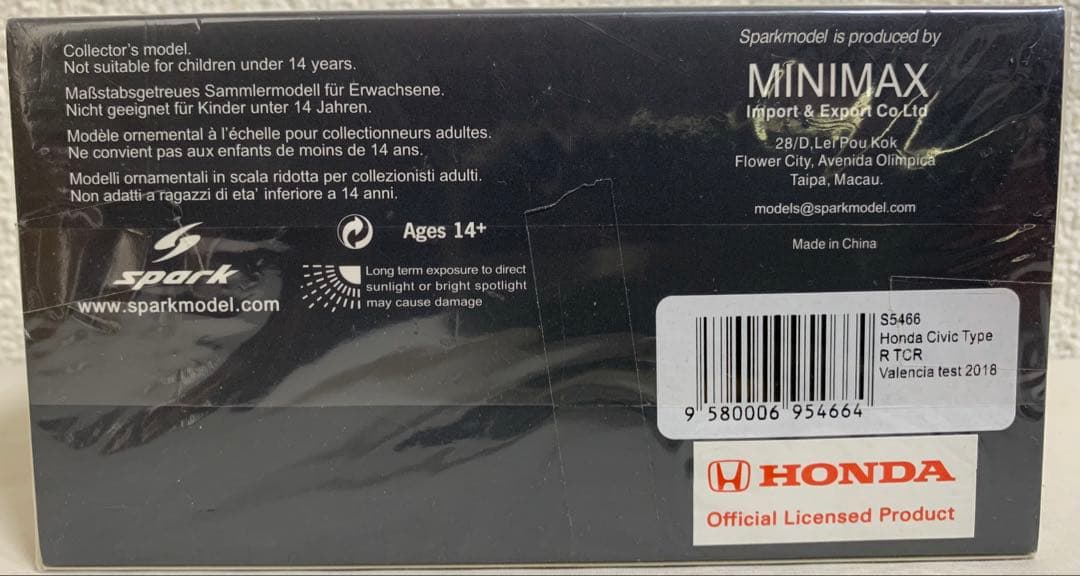 Collector's model.
Not suitable for children under 14 years.
Maßstabsgetreues Sammlermodell für Erwachsene.
Nicht geeignet für Kinder unter 14 Jahren.
Modèle ornemental à l'échelle pour collectionneurs adultes.
Ne convient pas aux enfants de moins de 14 ans.
Modelli ornamentali in scala ridotta per collezionisti adulti.
Non adatti a ragazzi di eta' inferiore a 14 anni.
spark
www.sparkmodel.com
Ages 14+
Long term exposure to direct
sunlight or bright spotlight
may cause damage
Sparkmodel is produced by
MINIMAX
Import & Export Co Ltd
28/D, Lei Pou Kok
Flower City, Avenida Olímpica
Taipa, Macau.
models@sparkmodel.com
Made in China
S5466
Honda Civic Type
R TCR
Valencia test 2018
9 580006 954664
HONDA
Official Licensed Product